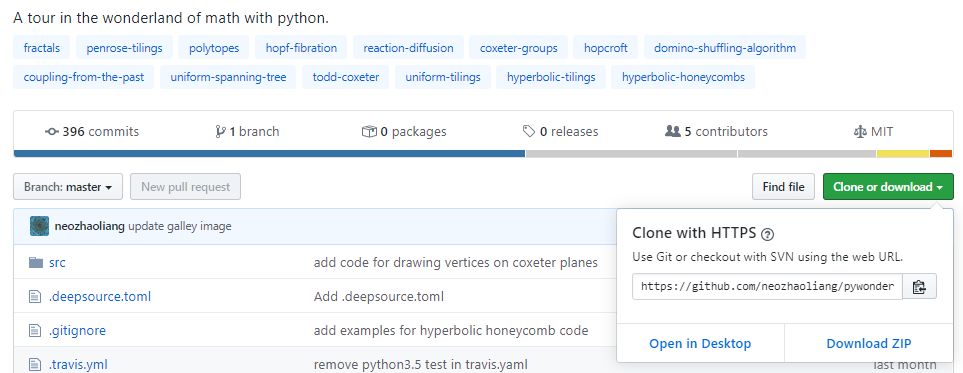 A tour in the wonderland of math with python.
fractals penrose-tilings polytopes hopf-fibration reaction-diffusion coxeter-groups hopcroft domino-shuffling-algorithm
coupling-from-the-past uniform-spanning-tree todd-coxeter uniform-tilings hyperbolic-tilings hyperbolic-honeycombs
396 commits 1 branch 0 packages 0 releases 5 contributors MIT
Branch: master New pull request Find file Clone or download
neozhaoliang update galley image
Clone with HTTPS ?
Use Git or checkout with SVN using the web URL.
https://github.com/neozhaoliang/pywonder
Open in Desktop Download ZIP
src add code for drawing vertices on coxeter planes
.deepsource.toml Add .deepsource.toml
.gitignore add examples for hyperbolic honeycomb code
.travis.yml remove python3.5 test in travis.yaml last month